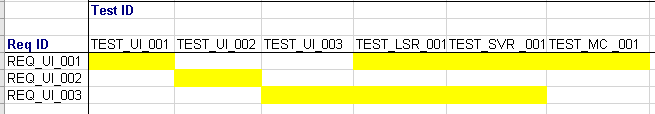 Test ID
Req ID TEST_UI_001 TEST_UI_002 TEST_UI_003 TEST_LSR_001 TEST_SVR _001 TEST_MC _001
REQ_UI_001
REQ_UI_002
REQ_UI_003